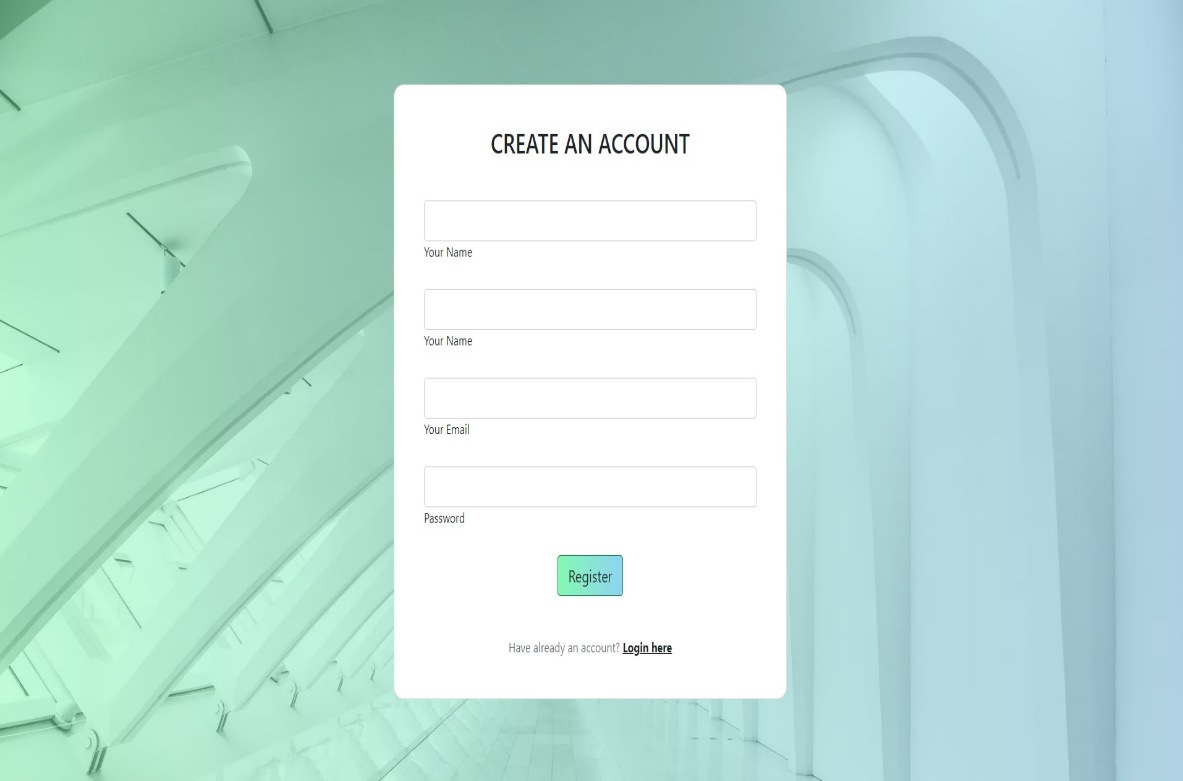 CREATE AN ACCOUNT
Your Name
Your Name
Your Email
Password
Register
Have already an account? Login here